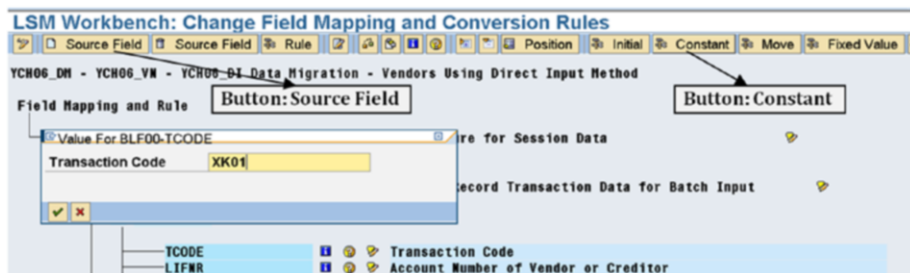 LSM Workbench: Change Field Mapping and Conversion Rules
Source Field Source Field Rule Position Initial Constant Move Fixed Value
YCH06_DM - YCH06_VN - YCH06_DI Data Migration - Vendors Using Direct Input Method
Button: Source Field
Button: Constant
Field Mapping and Rule
Value For BLF00-TCODE
re for Session Data
Transaction Code XK01
ecord Transaction Data for Batch Input
TCODE Transaction Code
LIFNR Account Number of Vendor or Creditor